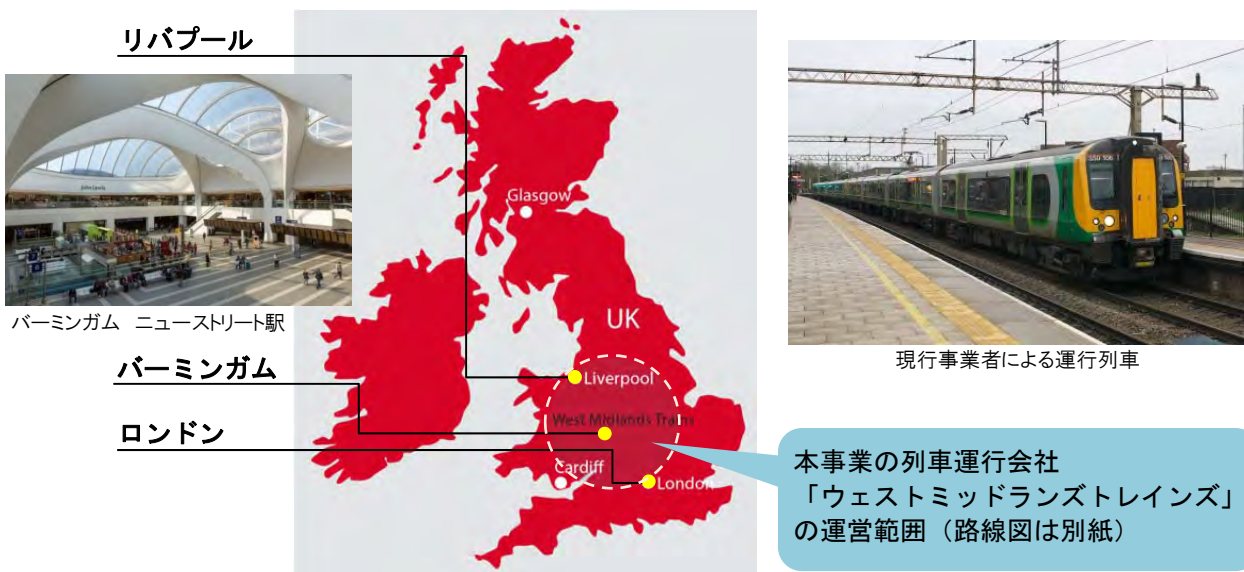 リバプール
John Lewis
バーミンガム ニューストリート駅
バーミンガム
ロンドン
Glasgow
UK
Liverpool
West Midlands Trains
Cardiff
London
現行事業者による運行列車
本事業の列車運行会社
「ウェストミッドランズトレインズ」
の運営範囲（路線図は別紙）